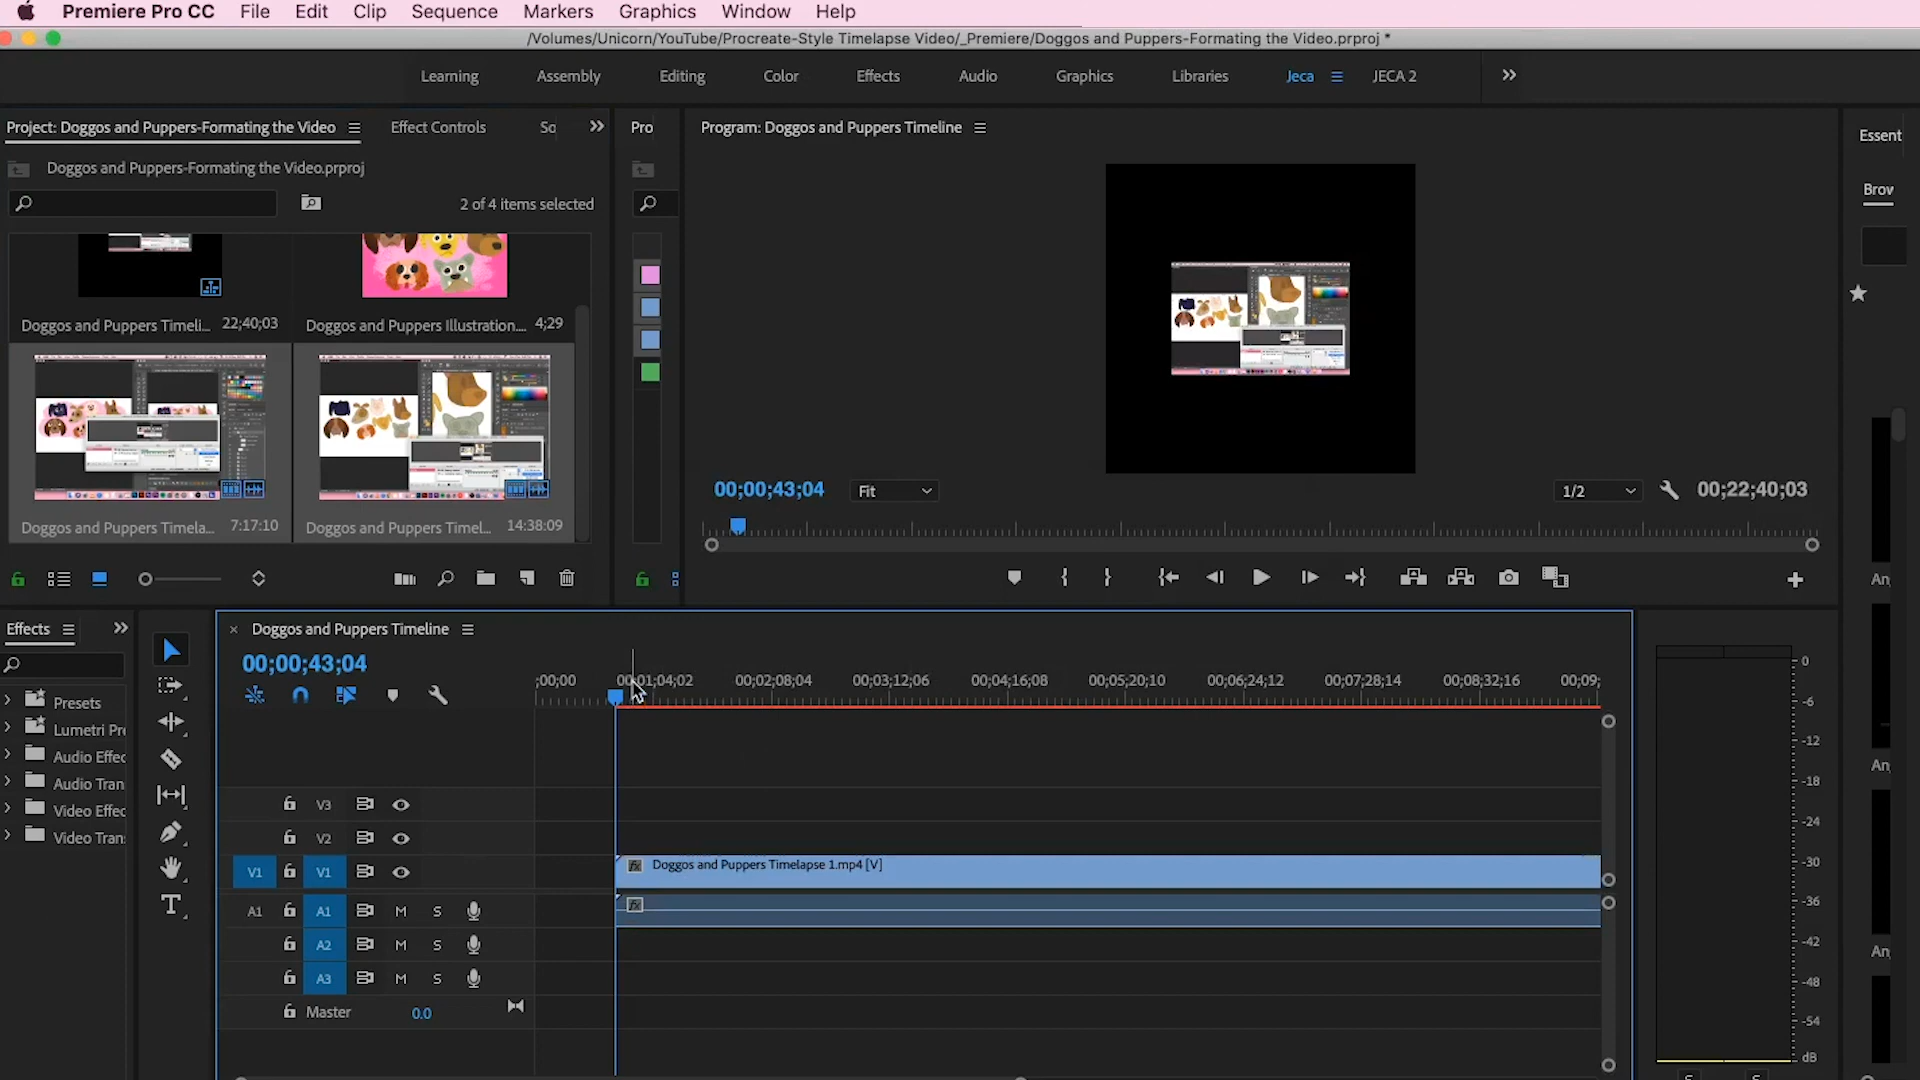 Premiere Pro CC File Edit Clip Sequence Markers Graphics Window Help
/Volumes/Unicorn/YouTube/Procreate-Style Timelapse Video/_Premiere/Doggos and Puppers-Formating the Video.prproj *
Learning Assembly Editing Color Effects Audio Graphics Libraries Jeca JECA 2
Project: Doggos and Puppers-Formating the Video Effect Controls So
Pro
Program: Doggos and Puppers Timeline
Essent
Doggos and Puppers-Formating the Video.prproj
2 of 4 items selected
Brov
Doggos and Puppers Timeli... 22;40;03
Doggos and Puppers Illustration.... 4;29
Doggos and Puppers Timela... 7:17:10
Doggos and Puppers Timel... 14:38:09
00;00;43;04 Fit 1/2 00;22;40;03
An
Effects
Doggos and Puppers Timeline
00;00;43;04
;00;00 00;01;04;02 00;02;08;04 00;03;12;06 00;04;16;08 00;05;20;10 00;06;24;12 00;07;28;14 00;08;32;16 00;09;
Presets
Lumetri Pre
Audio Effec
Audio Tran
Video Effec
Video Tran
V3
V2
V1 V1 fx Doggos and Puppers Timelapse 1.mp4 [V]
A1 A1 M S fx
A2 M S
A3 M S
Master 0.0
0
-6
-12
-18
-24
-30
-36
-42
-48
-54
dB
S S
An
An